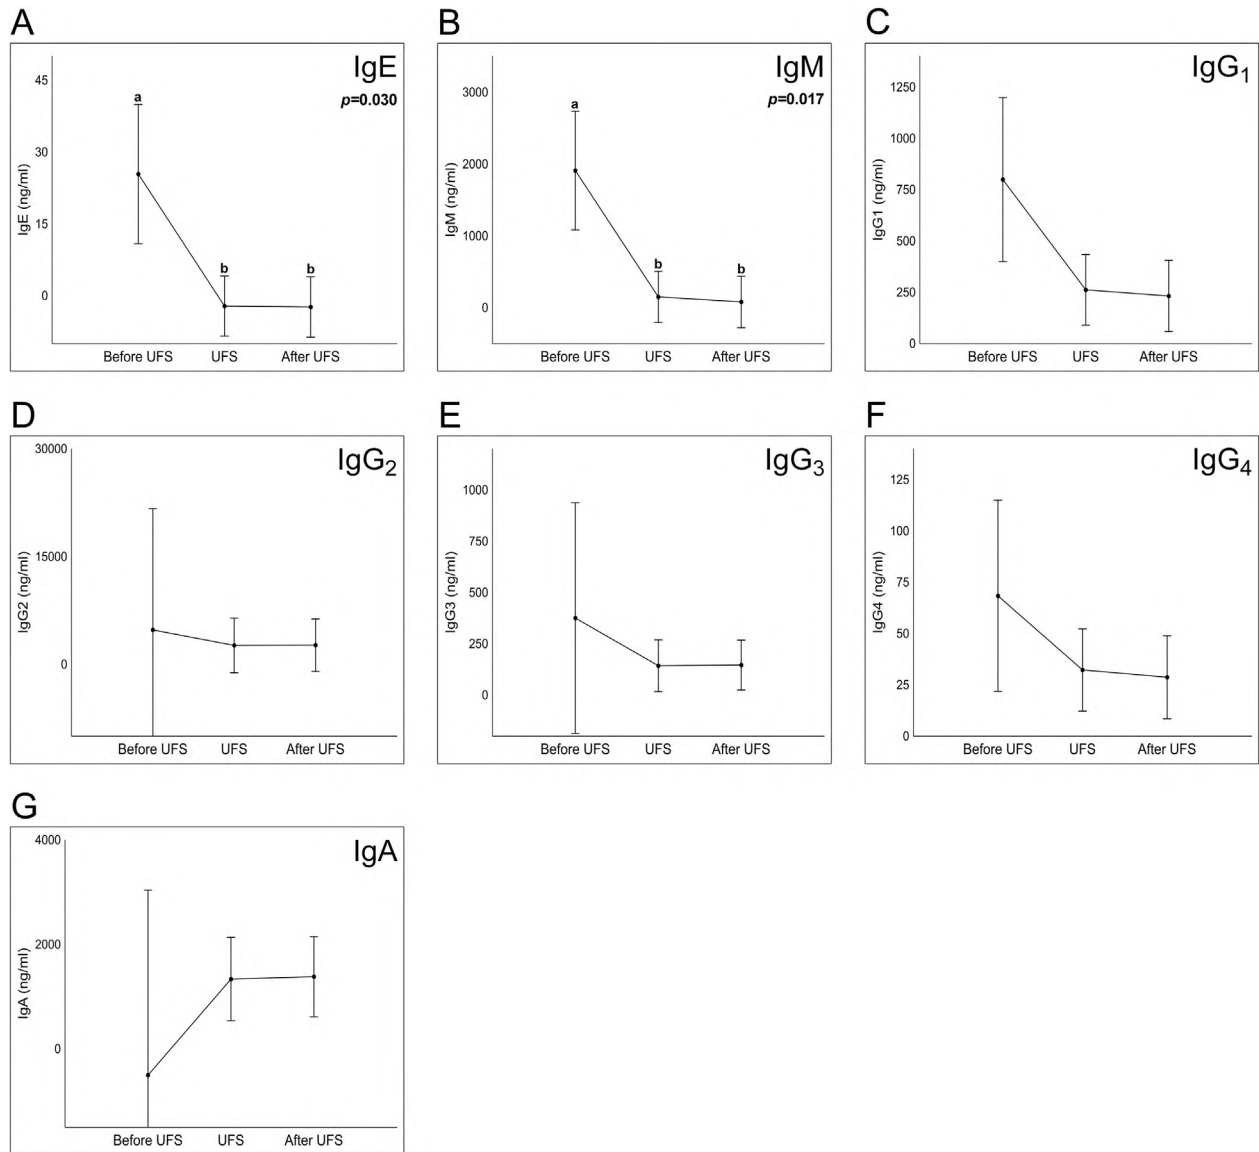 A
IgE
p=0.030
IgE (ng/ml)
45
30
15
0
a
b
b
Before UFS UFS After UFS
B
IgM
p=0.017
IgM (ng/ml)
3000
2000
1000
0
a
b
b
Before UFS UFS After UFS
C
IgG1
IgG1 (ng/ml)
1250
1000
750
500
250
0
Before UFS UFS After UFS
D
IgG2
IgG2 (ng/ml)
30000
15000
0
Before UFS UFS After UFS
E
IgG3
IgG3 (ng/ml)
1000
750
500
250
0
Before UFS UFS After UFS
F
IgG4
IgG4 (ng/ml)
125
100
75
50
25
0
Before UFS UFS After UFS
G
IgA
IgA (ng/ml)
4000
2000
0
Before UFS UFS After UFS